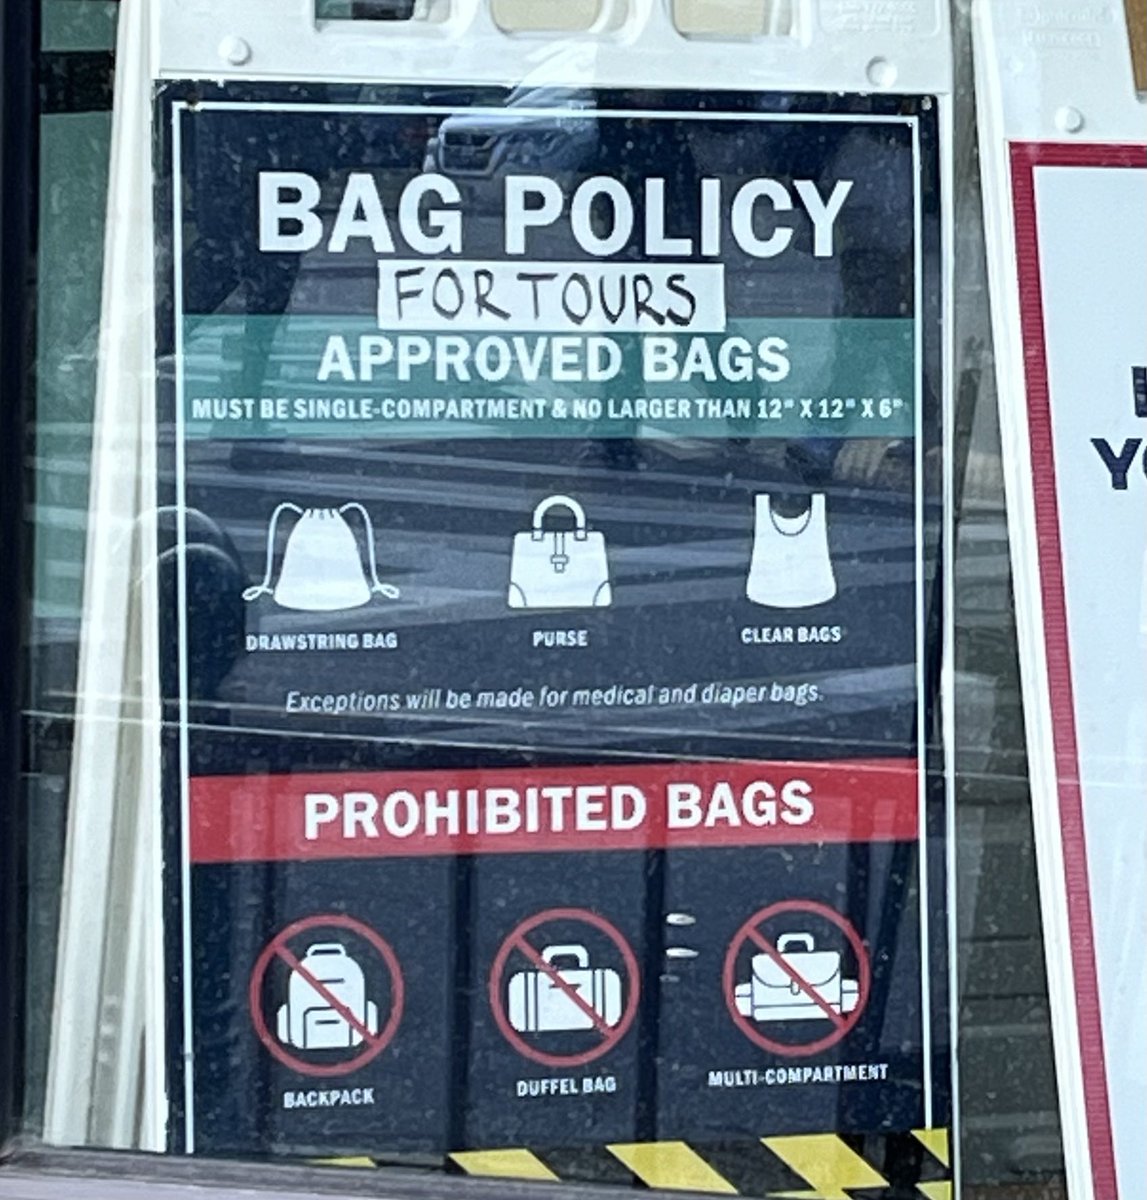 BAG POLICY
FOR TOURS
APPROVED BAGS
MUST BE SINGLE-COMPARTMENT & NO LARGER THAN 12" X 12" X 6"
DRAWSTRING BAG
PURSE
CLEAR BAGS
Exceptions will be made for medical and diaper bags.
PROHIBITED BAGS
BACKPACK
DUFFEL BAG
MULTI-COMPARTMENT